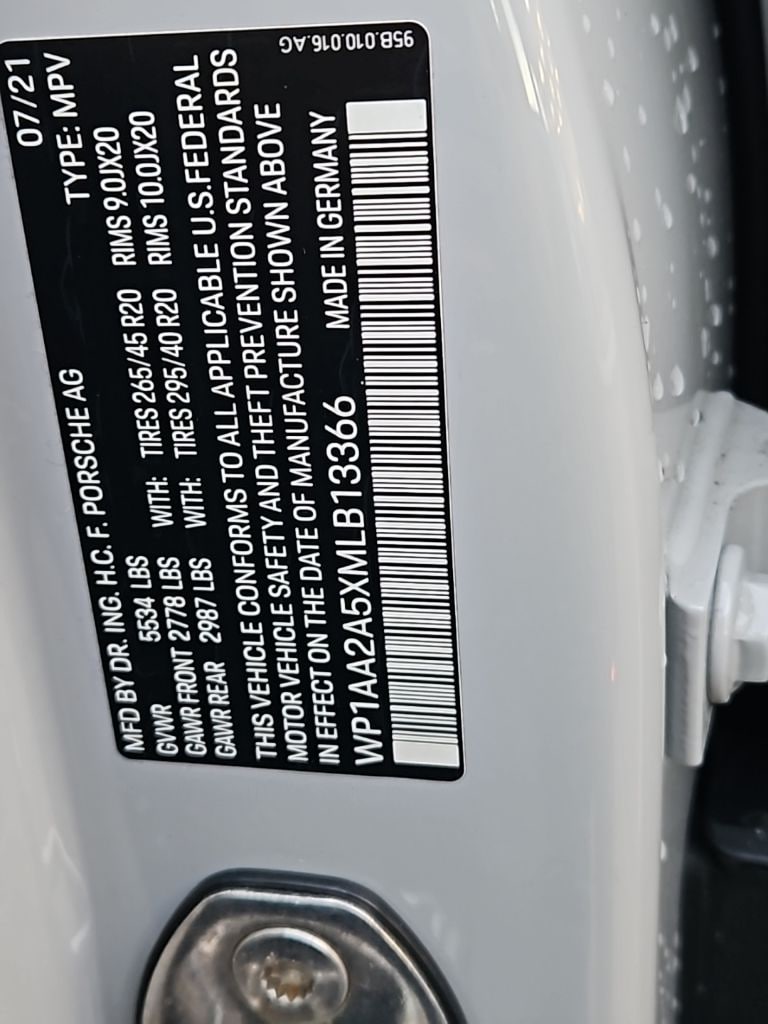 MFD BY DR. ING. H.C. F. PORSCHE AG 07/21
GVWR 5534 LBS TYPE: MPV
GAWR FRONT 2778 LBS WITH: TIRES 265/45 R20 RIMS 9.0JX20
GAWR REAR 2987 LBS WITH: TIRES 295/40 R20 RIMS 10.0JX20
THIS VEHICLE CONFORMS TO ALL APPLICABLE U.S.FEDERAL
MOTOR VEHICLE SAFETY AND THEFT PREVENTION STANDARDS
IN EFFECT ON THE DATE OF MANUFACTURE SHOWN ABOVE
WP1AA2A5XMLB13366 MADE IN GERMANY
95B.010.016.AG